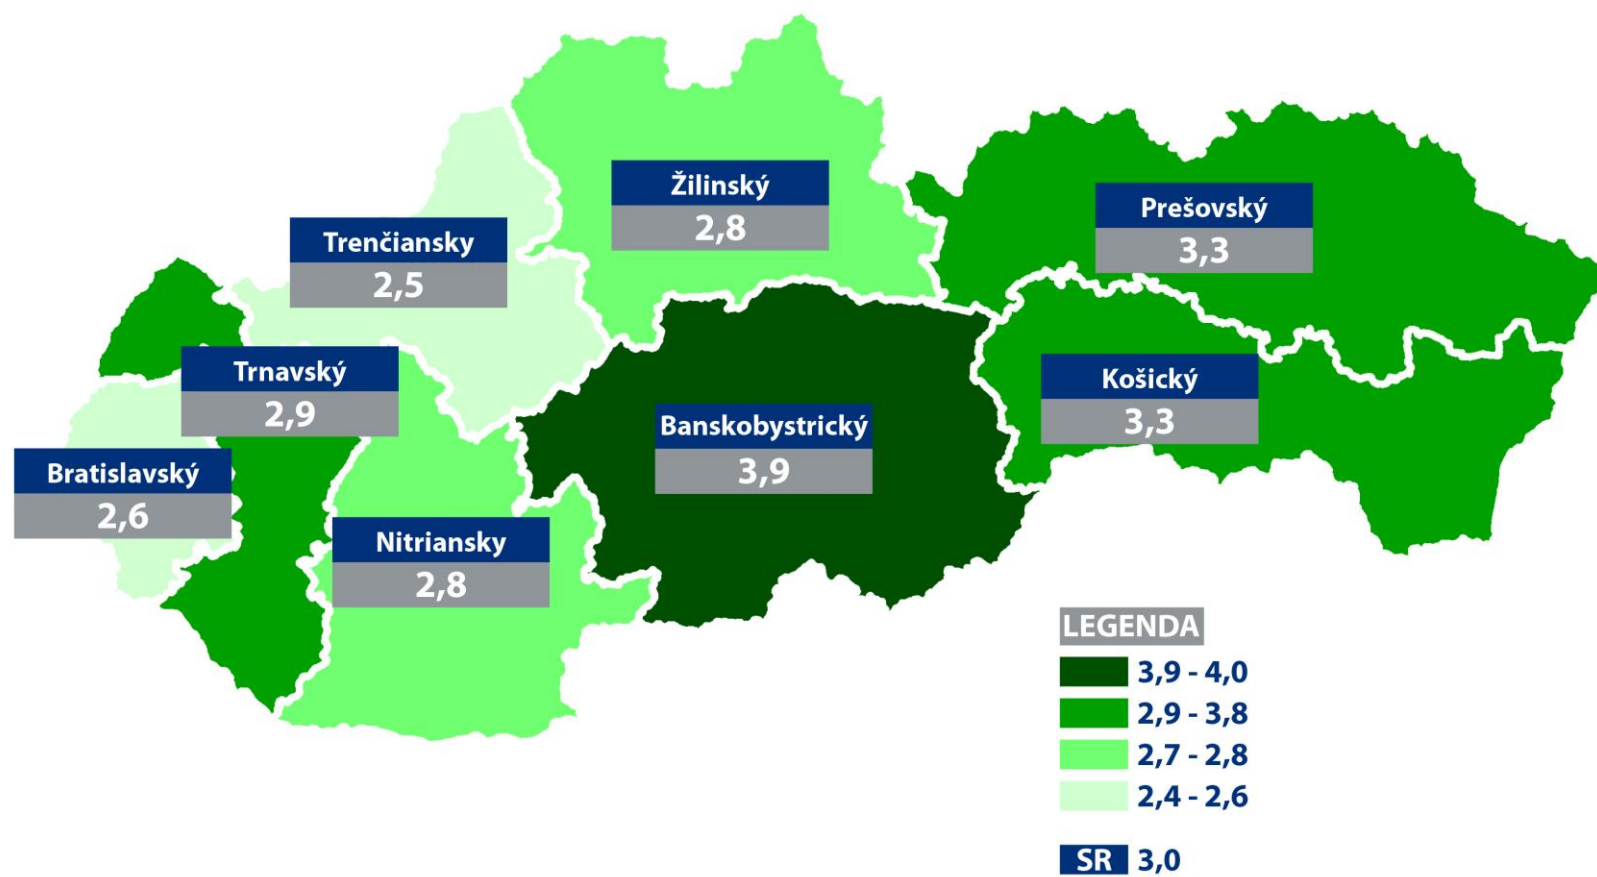 Žilinský
2,8
Prešovský
3,3
Trenčiansky
2,5
Trnavský
2,9
Košický
3,3
Banskobystrický
3,9
Bratislavský
2,6
Nitriansky
2,8
LEGENDA
3,9 - 4,0
2,9 - 3,8
2,7 - 2,8
2,4 - 2,6
SR 3,0